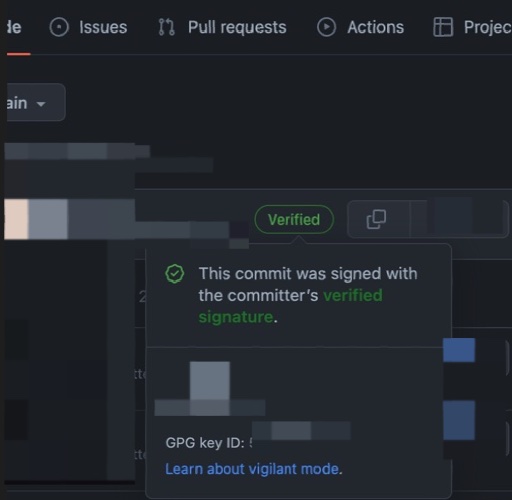 de Issues Pull requests Actions Projec
ain
Verified
This commit was signed with
the committer's verified
signature.
GPG key ID:
Learn about vigilant mode.